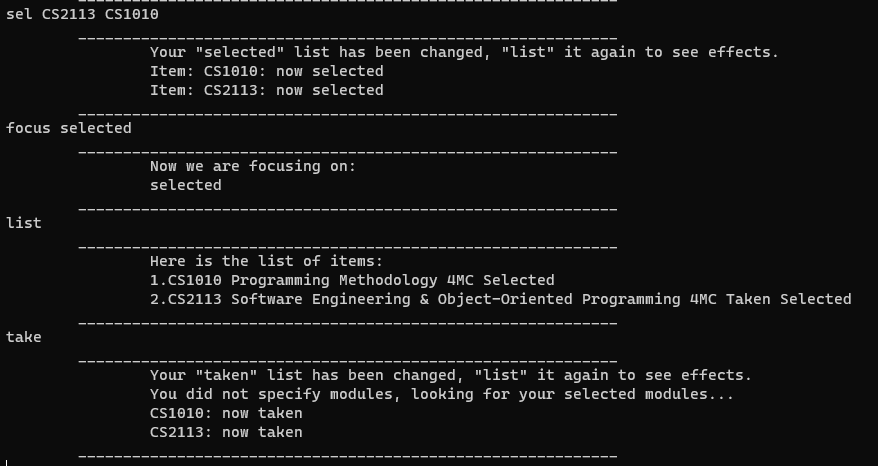 ____________________________________________________________
sel CS2113 CS1010
____________________________________________________________
Your "selected" list has been changed, "list" it again to see effects.
Item: CS1010: now selected
Item: CS2113: now selected
____________________________________________________________
focus selected
____________________________________________________________
Now we are focusing on:
selected
____________________________________________________________
list
____________________________________________________________
Here is the list of items:
1.CS1010 Programming Methodology 4MC Selected
2.CS2113 Software Engineering & Object-Oriented Programming 4MC Taken Selected
____________________________________________________________
take
____________________________________________________________
Your "taken" list has been changed, "list" it again to see effects.
You did not specify modules, looking for your selected modules...
CS1010: now taken
CS2113: now taken
____________________________________________________________